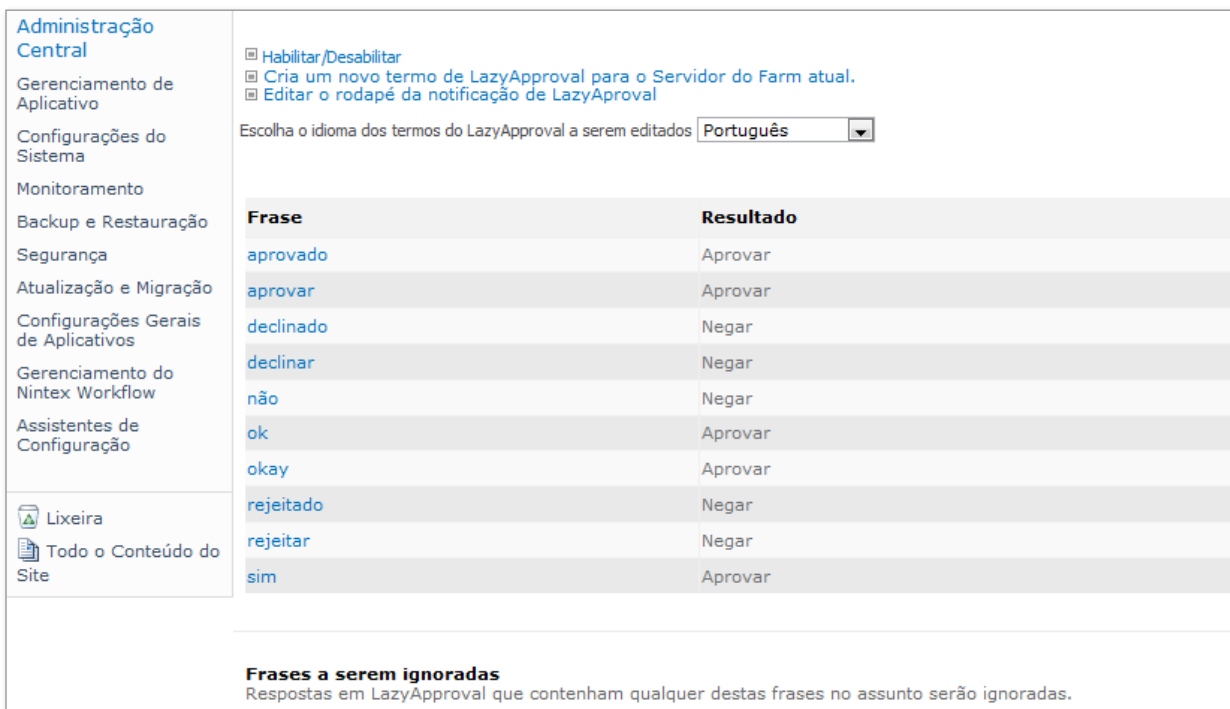 Administração
Central
Gerenciamento de
Aplicativo
Configurações do
Sistema
Monitoramento
Backup e Restauração
Segurança
Atualização e Migração
Configurações Gerais
de Aplicativos
Gerenciamento do
Nintex Workflow
Assistentes de
Configuração
Lixeira
Todo o Conteúdo do
Site
Habilitar/Desabilitar
Cria um novo termo de LazyApproval para o Servidor do Farm atual.
Editar o rodapé da notificação de LazyAproval
Escolha o idioma dos termos do LazyApproval a serem editados Português
Frase Resultado
aprovado Aprovar
aprovar Aprovar
declinado Negar
declinar Negar
não Negar
ok Aprovar
okay Aprovar
rejeitado Negar
rejeitar Negar
sim Aprovar
Frases a serem ignoradas
Respostas em LazyApproval que contenham qualquer destas frases no assunto serão ignoradas.